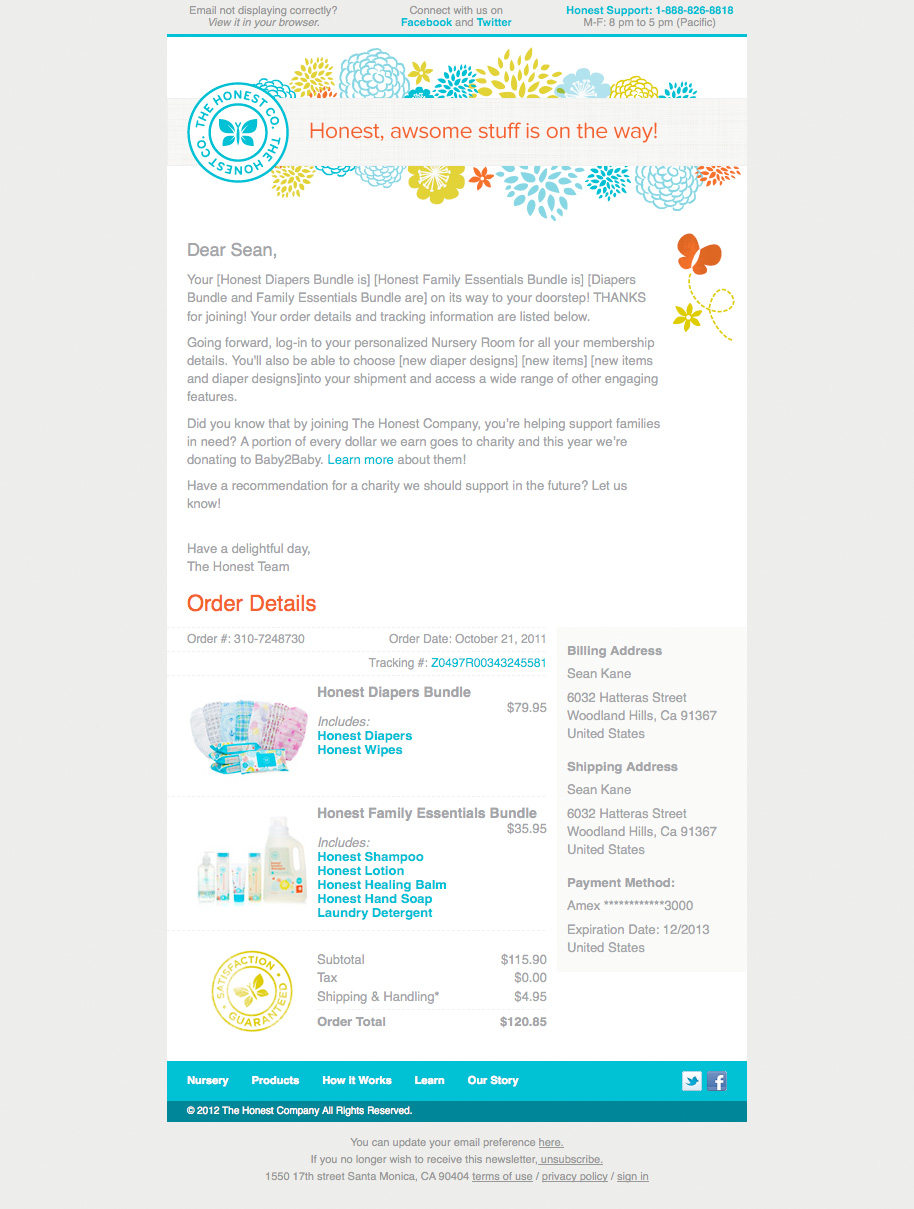 Email not displaying correctly?
View it in your browser.
Connect with us on
Facebook and Twitter
Honest Support: 1-888-826-8818
M-F: 8 pm to 5 pm (Pacific)
THE HONEST CO. THE HONEST CO.
Honest, awsome stuff is on the way!
Dear Sean,
Your [Honest Diapers Bundle is] [Honest Family Essentials Bundle is] [Diapers
Bundle and Family Essentials Bundle are] on its way to your doorstep! THANKS
for joining! Your order details and tracking information are listed below.
Going forward, log-in to your personalized Nursery Room for all your membership
details. You'll also be able to choose [new diaper designs] [new items] [new items
and diaper designs]into your shipment and access a wide range of other engaging
features.
Did you know that by joining The Honest Company, you're helping support families
in need? A portion of every dollar we earn goes to charity and this year we're
donating to Baby2Baby. Learn more about them!
Have a recommendation for a charity we should support in the future? Let us
know!
Have a delightful day,
The Honest Team
Order Details
Order #: 310-7248730
Order Date: October 21, 2011
Tracking #: Z0497R00343245581
Honest Diapers Bundle
$79.95
Includes:
Honest Diapers
Honest Wipes
Honest Family Essentials Bundle
$35.95
Includes:
Honest Shampoo
Honest Lotion
Honest Healing Balm
Honest Hand Soap
Laundry Detergent
SATISFACTION GUARANTEED
Subtotal $115.90
Tax $0.00
Shipping & Handling* $4.95
Order Total $120.85
Billing Address
Sean Kane
6032 Hatteras Street
Woodland Hills, Ca 91367
United States
Shipping Address
Sean Kane
6032 Hatteras Street
Woodland Hills, Ca 91367
United States
Payment Method:
Amex ************3000
Expiration Date: 12/2013
United States
Nursery Products How It Works Learn Our Story
© 2012 The Honest Company All Rights Reserved.
You can update your email preference here.
If you no longer wish to receive this newsletter, unsubscribe.
1550 17th street Santa Monica, CA 90404 terms of use / privacy policy / sign in